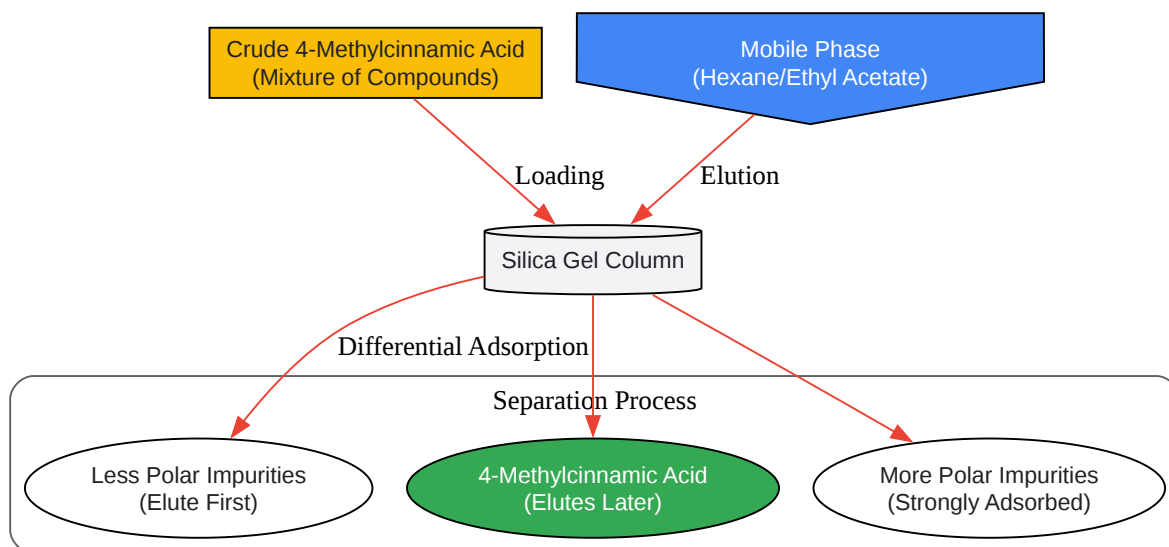 Crude 4-Methylcinnamic Acid
(Mixture of Compounds)
Mobile Phase
(Hexane/Ethyl Acetate)
Loading
Elution
Silica Gel Column
Differential Adsorption
Separation Process
Less Polar Impurities
(Elute First)
4-Methylcinnamic Acid
(Elutes Later)
More Polar Impurities
(Strongly Adsorbed)